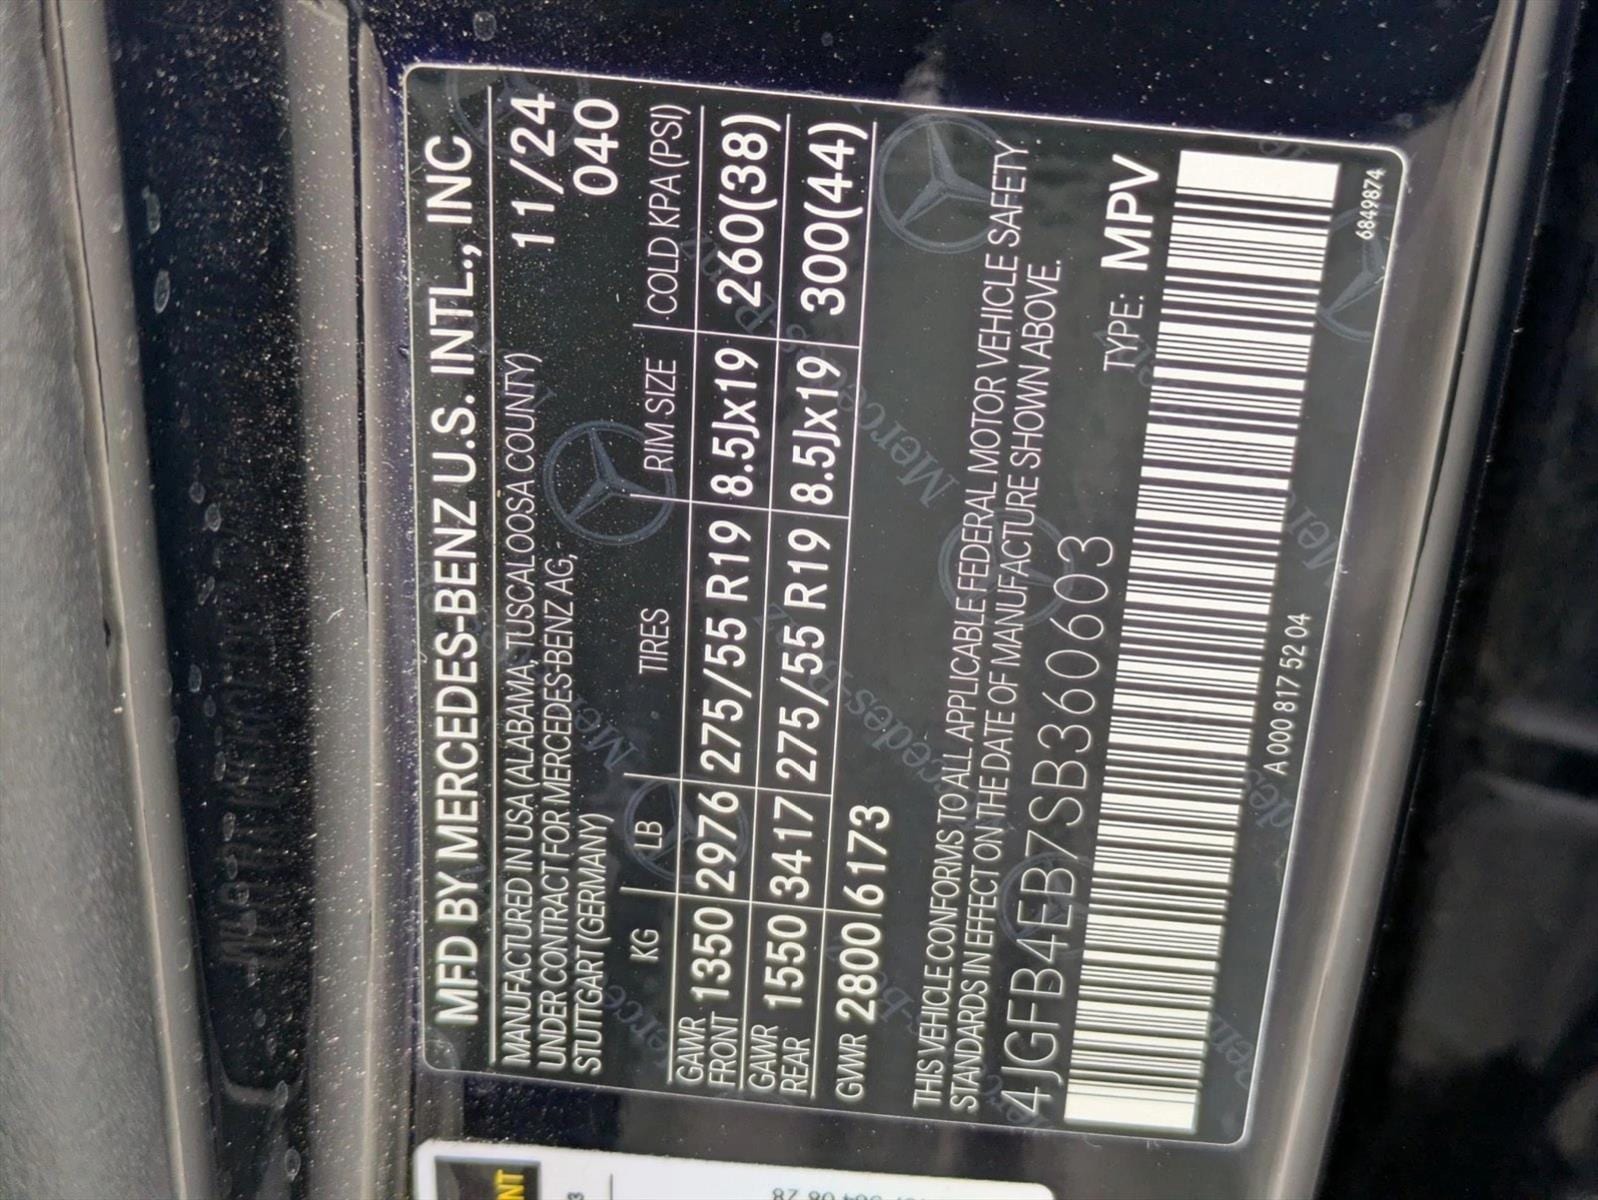 MFD BY MERCEDES-BENZ U.S. INTL., INC
MANUFACTURED IN USA (ALABAMA, TUSCALOOSA COUNTY) 11/24
UNDER CONTRACT FOR MERCEDES-BENZ AG,
STUTTGART (GERMANY) 040
KG LB TIRES RIM SIZE COLD KPA (PSI)
GAWR FRONT 1350 2976 275/55 R19 8.5Jx19 260(38)
GAWR REAR 1550 3417 275/55 R19 8.5Jx19 300(44)
GWR 2800 6173
THIS VEHICLE CONFORMS TO ALL APPLICABLE FEDERAL MOTOR VEHICLE SAFETY
STANDARDS IN EFFECT ON THE DATE OF MANUFACTURE SHOWN ABOVE.
4JGFB4EB7SB360603 TYPE: MPV
A 000 817 52 04
6849874